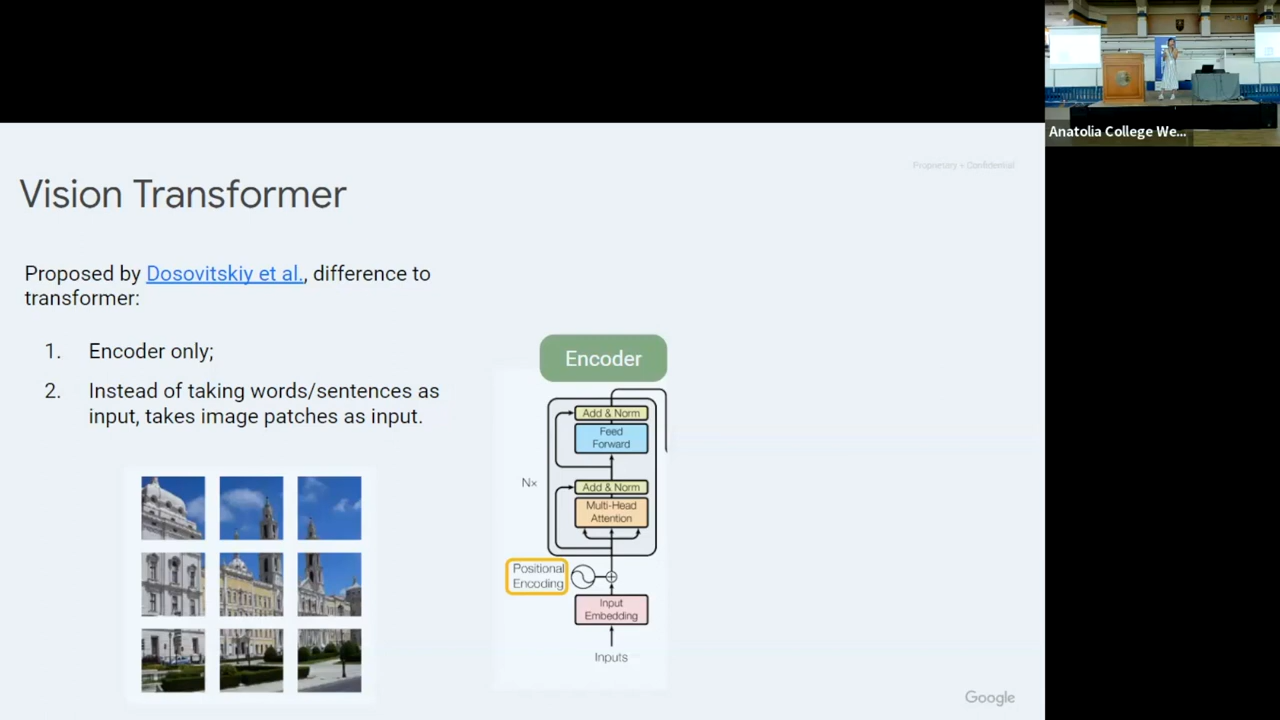 Anatolia College We...
Proprietary + Confidential
Vision Transformer
Proposed by Dosovitskiy et al., difference to
transformer:
1. Encoder only;
2. Instead of taking words/sentences as
input, takes image patches as input.
Encoder
Add & Norm
Feed
Forward
Nx
Add & Norm
Multi-Head
Attention
Positional
Encoding
Input
Embedding
Inputs
Google